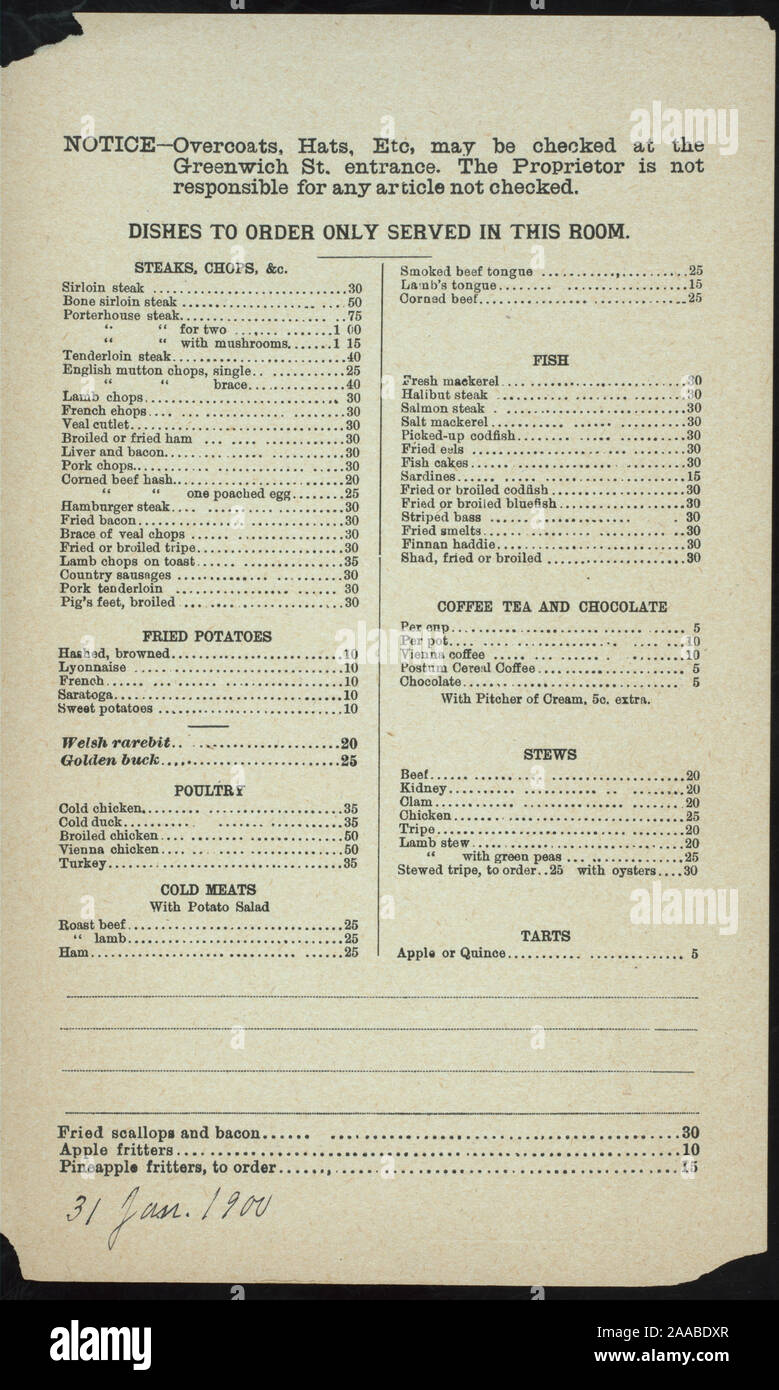 NOTICE—Overcoats, Hats, Etc, may be checked at the
Greenwich St. entrance. The Proprietor is not
responsible for any article not checked.
DISHES TO ORDER ONLY SERVED IN THIS ROOM.
STEAKS, CHOPS, &c.
Sirloin steak 30
Bone sirloin steak 50
Porterhouse steak 75
“ “ for two 1 00
“ “ with mushrooms 1 15
Tenderloin steak 40
English mutton chops, single 25
“ “ brace 40
Lamb chops 30
French chops 30
Veal cutlet 30
Broiled or fried ham 30
Liver and bacon 30
Pork chops 30
Corned beef hash 20
“ “ one poached egg 25
Hamburger steak 30
Fried bacon 30
Brace of veal chops 30
Fried or broiled tripe 30
Lamb chops on toast 35
Country sausages 30
Pork tenderloin 30
Pig's feet, broiled 30
FRIED POTATOES
Hashed, browned 10
Lyonnaise 10
French 10
Saratoga 10
Sweet potatoes 10
Welsh rarebit 20
Golden buck 25
POULTRY
Cold chicken 35
Cold duck 35
Broiled chicken 50
Vienna chicken 50
Turkey 35
COLD MEATS
With Potato Salad
Roast beef 25
“ lamb 25
Ham 25
Smoked beef tongue 25
Lamb's tongue 15
Corned beef 25
FISH
Fresh mackerel 30
Halibut steak 30
Salmon steak 30
Salt mackerel 30
Picked-up codfish 30
Fried eels 30
Fish cakes 30
Sardines 15
Fried or broiled codfish 30
Fried or broiled bluefish 30
Striped bass 30
Fried smelts 30
Finnan haddie 30
Shad, fried or broiled 30
COFFEE TEA AND CHOCOLATE
Per cup 5
Per pot 10
Vienna coffee 10
Postum Cereal Coffee 5
Chocolate 5
With Pitcher of Cream, 5c. extra.
STEWS
Beef 20
Kidney 20
Clam 20
Chicken 25
Tripe 20
Lamb stew 20
“ with green peas 25
Stewed tripe, to order..25 with oysters....30
TARTS
Apple or Quince 5
Fried scallops and bacon 30
Apple fritters 10
Pineapple fritters, to order 15
31 Jan. 1900
alamy
alamy
alamy
a
alamy
Image ID: 2AABDXR
www.alamy.com